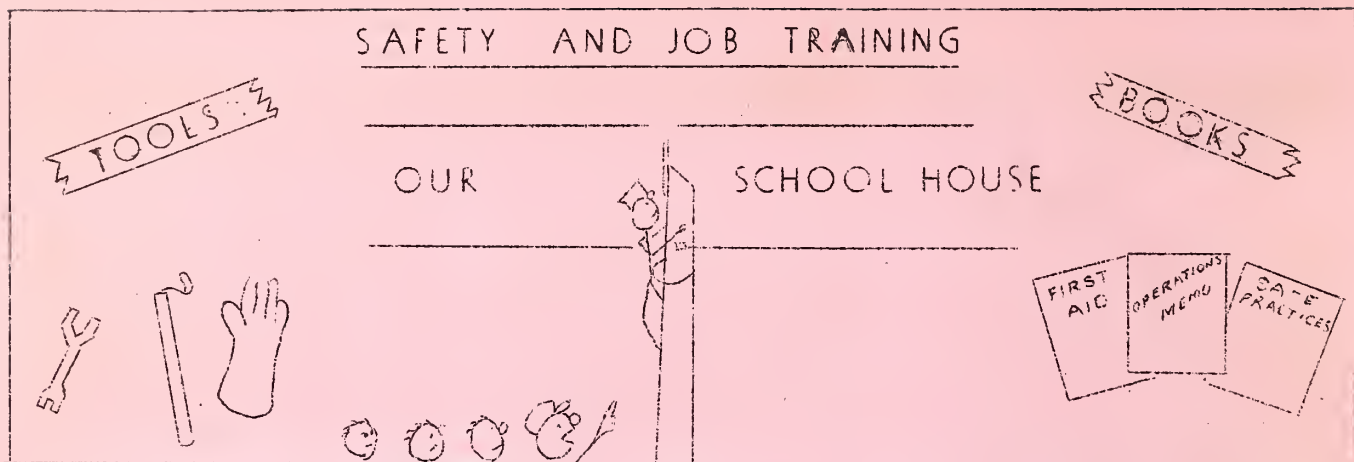 SAFETY AND JOB TRAINING
TOOLS
BOOKS
OUR SCHOOL HOUSE
FIRST
AID
OPERATIONS
MEMO
SAFE
PRACTICES